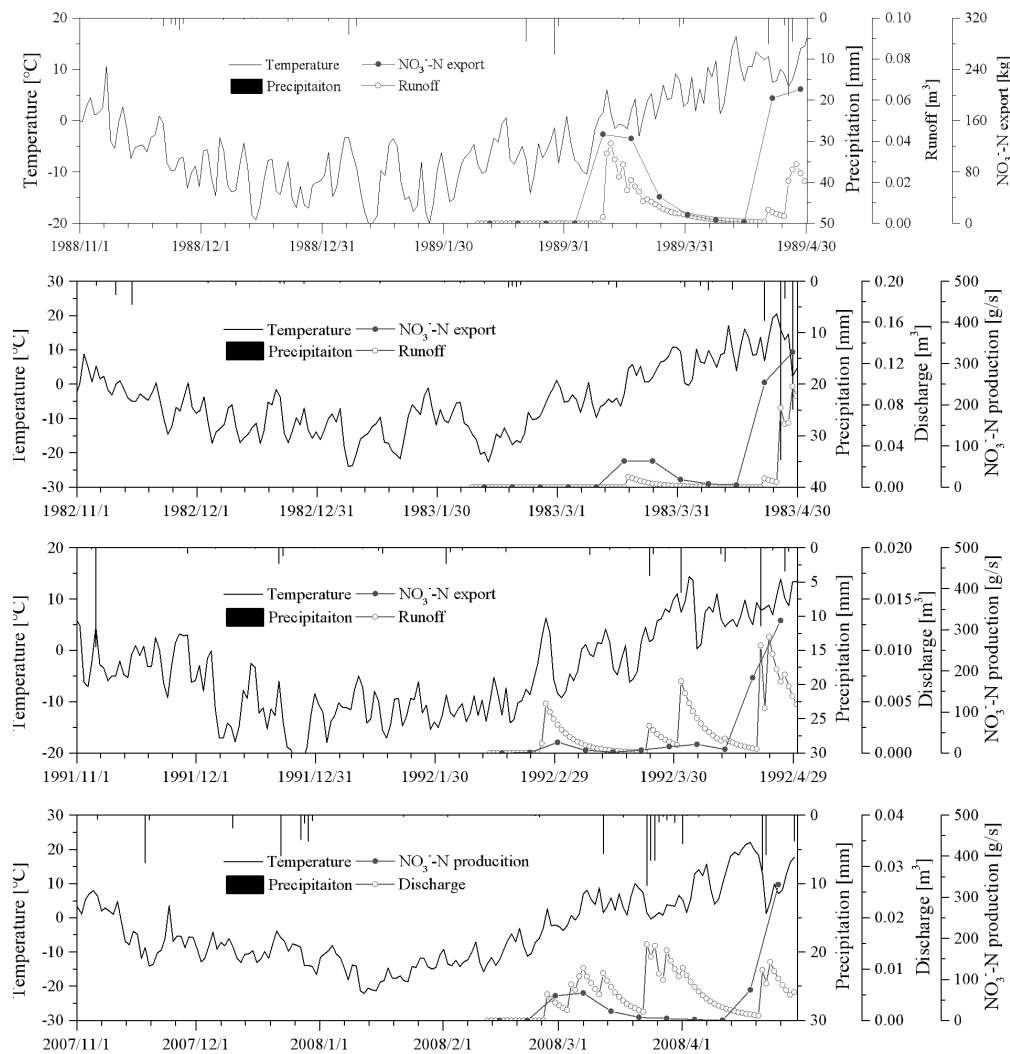 20 0 0.10 320
10 10 0.08 240
0 20 0.06 160
-10 30 0.04 80
-20 40 0.02 0
50 0.00
Temperature [°C]
Temperature NO₃⁻-N export
Precipitaiton Runoff
Precipitation [mm]
Runoff [m³]
NO₃⁻-N export [kg]
1988/11/1 1988/12/1 1988/12/31 1989/1/30 1989/3/1 1989/3/31 1989/4/30
30 0 0.20 500
20 10 0.16 400
10 20 0.12 300
0 30 0.08 200
-10 40 0.04 100
-20 0.00 0
-30
Temperature [°C]
Temperature NO₃⁻-N export
Precipitaiton Runoff
Precipitation [mm]
Discharge [m³]
NO₃⁻-N production [g/s]
1982/11/1 1982/12/1 1982/12/31 1983/1/30 1983/3/1 1983/3/31 1983/4/30
20 0 0.020 500
10 5 0.015 400
0 10 0.010 300
-10 15 0.005 200
-20 20 0.000 100
25 0
30
Temperature [°C]
Temperature NO₃⁻-N export
Precipitaiton Runoff
Precipitation [mm]
Discharge [m³]
NO₃⁻-N production [g/s]
1991/11/1 1991/12/1 1991/12/31 1992/1/30 1992/2/29 1992/3/30 1992/4/29
30 0 0.04 500
20 10 0.03 400
10 20 0.02 300
0 30 0.01 200
-10 0.00 100
-20 0
-30
Temperature [°C]
Temperature NO₃⁻-N producition
Precipitaiton Discharge
Precipitation [mm]
Discharge [m³]
NO₃⁻-N production [g/s]
2007/11/1 2007/12/1 2008/1/1 2008/2/1 2008/3/1 2008/4/1